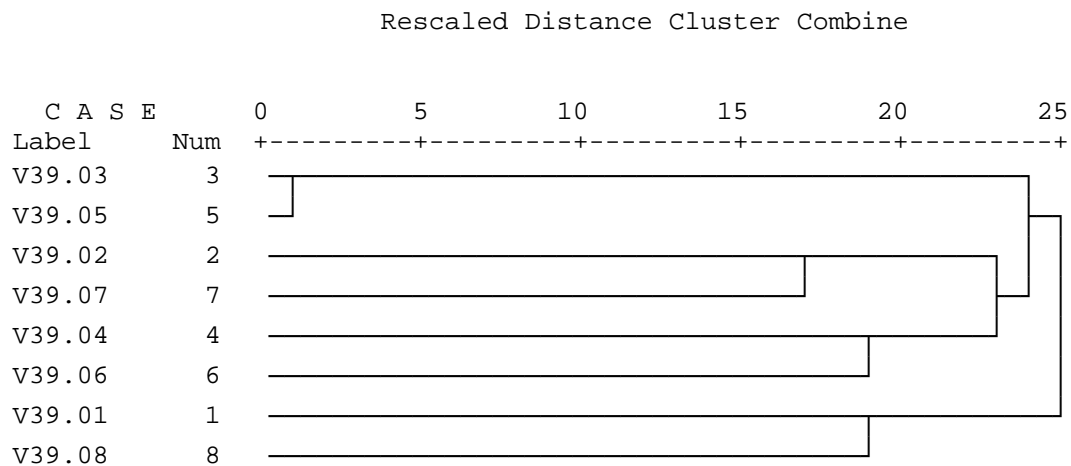 Rescaled Distance Cluster Combine
C A S E 0 5 10 15 20 25
Label Num +---------+---------+---------+---------+---------+
V39.03 3
V39.05 5
V39.02 2
V39.07 7
V39.04 4
V39.06 6
V39.01 1
V39.08 8